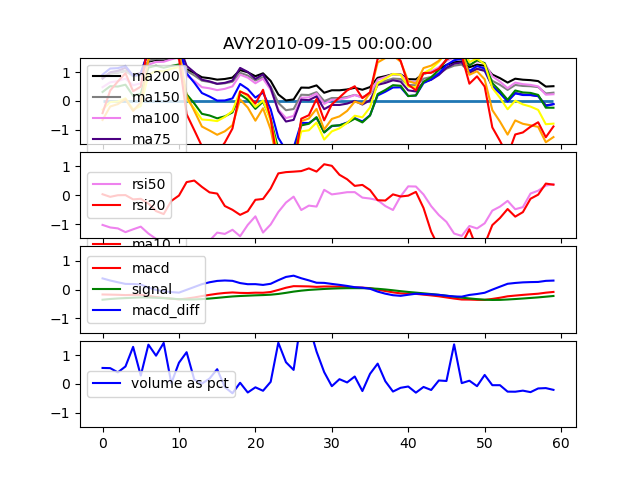 AVY2010-09-15 00:00:00
1
0
−1
ma200
ma150
ma100
ma75
1
0
−1
rsi50
rsi20
ma10
1
0
−1
macd
signal
macd_diff
1
0
−1
volume as pct
0 10 20 30 40 50 60